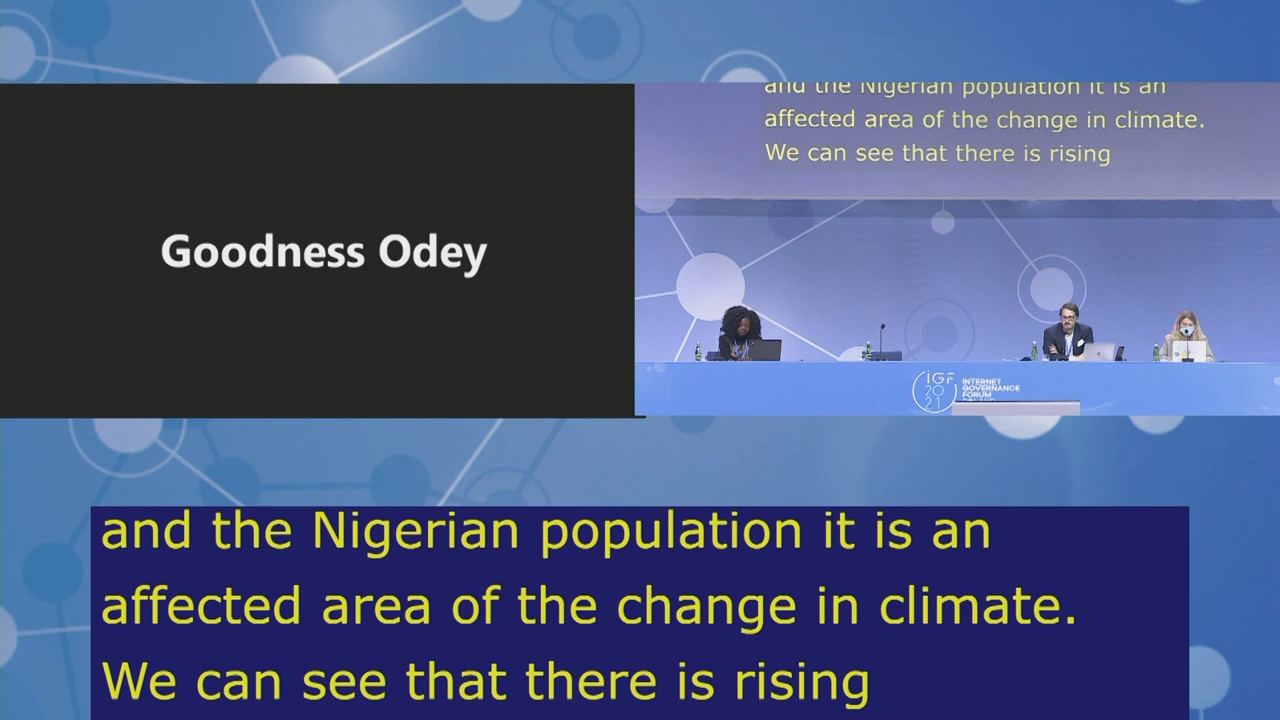 Goodness Odey
and the Nigerian population it is an
affected area of the change in climate.
We can see that there is rising
IGF
20
21
INTERNET
GOVERNANCE
FORUM
and the Nigerian population it is an
affected area of the change in climate.
We can see that there is rising